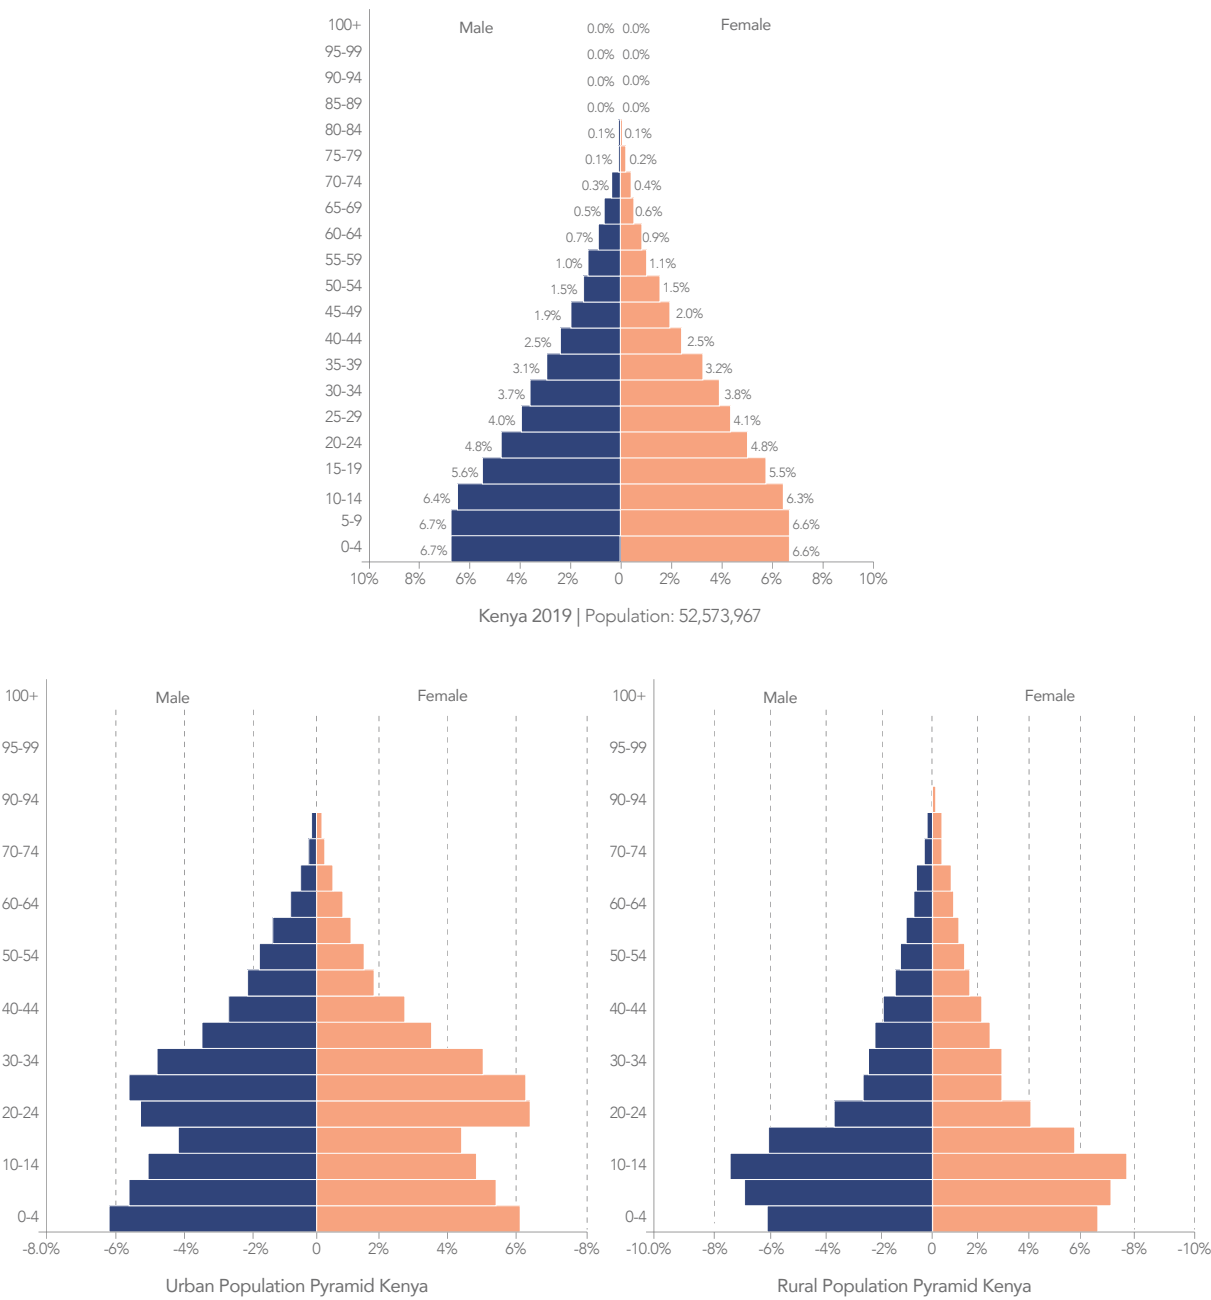 100+ Male 0.0% 0.0% Female
95-99 0.0% 0.0%
90-94 0.0% 0.0%
85-89 0.0% 0.0%
80-84 0.1% 0.1%
75-79 0.1% 0.2%
70-74 0.3% 0.4%
65-69 0.5% 0.6%
60-64 0.7% 0.9%
55-59 1.0% 1.1%
50-54 1.5% 1.5%
45-49 1.9% 2.0%
40-44 2.5% 2.5%
35-39 3.1% 3.2%
30-34 3.7% 3.8%
25-29 4.0% 4.1%
20-24 4.8% 4.8%
15-19 5.6% 5.5%
10-14 6.4% 6.3%
5-9 6.7% 6.6%
0-4 6.7% 6.6%
10% 8% 6% 4% 2% 0 2% 4% 6% 8% 10%
Kenya 2019 | Population: 52,573,967
100+ Male Female
95-99
90-94
70-74
60-64
50-54
40-44
30-34
20-24
10-14
0-4
-8.0% -6% -4% -2% 0 2% 4% 6% -8%
Urban Population Pyramid Kenya
100+ Male Female
95-99
90-94
70-74
60-64
50-54
40-44
30-34
20-24
10-14
0-4
-10.0% -8% -6% -4% -2% 0 2% 4% 6% -8% -10%
Rural Population Pyramid Kenya